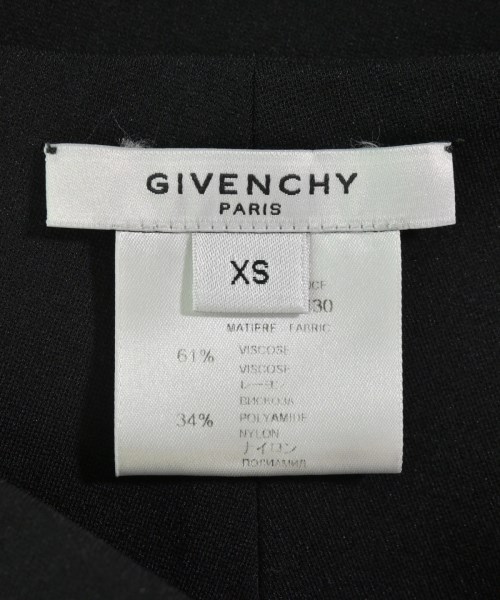 GIVENCHY
PARIS
XS
530
MATIERE FABRIC
61% VISCOSE
VISCOSE
レーヨン
ВИСКОЗА
34% POLYAMIDE
NYLON
ナイロン